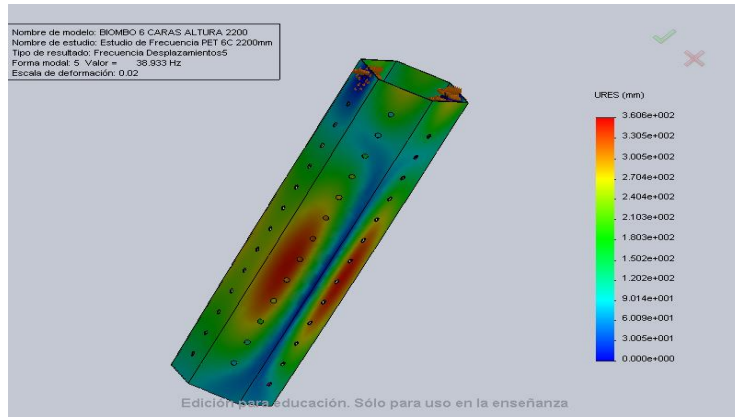 Nombre de modelo: BIOMBO 6 CARAS ALTURA 2200
Nombre de estudio: Estudio de Frecuencia PET 6C 2200mm
Tipo de resultado: Frecuencia Desplazamientos5
Forma modal: 5 Valor = 38.933 Hz
Escala de deformación: 0.02
URES (mm)
3.606e+002
3.305e+002
3.005e+002
2.704e+002
2.404e+002
2.103e+002
1.803e+002
1.502e+002
1.202e+002
9.014e+001
6.009e+001
3.005e+001
0.000e+000
Edición para educación. Sólo para uso en la enseñanza